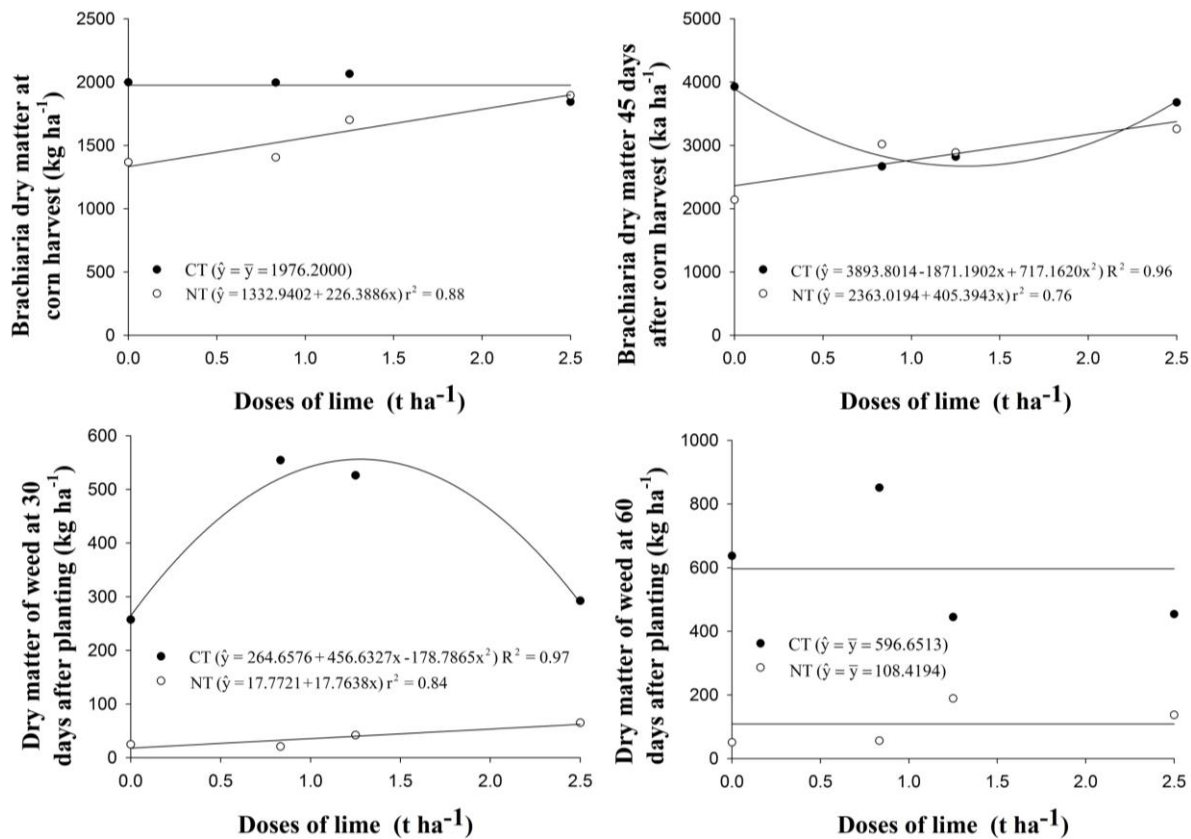 Brachiaria dry matter at
corn harvest (kg ha⁻¹)
2500
2000
1500
1000
500
0
● CT (ŷ = ȳ = 1976.2000)
○ NT (ŷ = 1332.9402 + 226.3886x) r² = 0.88
0.0 0.5 1.0 1.5 2.0 2.5
Doses of lime (t ha⁻¹)
Brachiaria dry matter 45 days
after corn harvest (ka ha⁻¹)
5000
4000
3000
2000
1000
0
● CT (ŷ = 3893.8014 - 1871.1902x + 717.1620x²) R² = 0.96
○ NT (ŷ = 2363.0194 + 405.3943x) r² = 0.76
0.0 0.5 1.0 1.5 2.0 2.5
Doses of lime (t ha⁻¹)
Dry matter of weed at 30
days after planting (kg ha⁻¹)
600
500
400
300
200
100
0
● CT (ŷ = 264.6576 + 456.6327x - 178.7865x²) R² = 0.97
○ NT (ŷ = 17.7721 + 17.7638x) r² = 0.84
0.0 0.5 1.0 1.5 2.0 2.5
Doses of lime (t ha⁻¹)
Dry matter of weed at 60
days after planting (kg ha⁻¹)
1000
800
600
400
200
0
● CT (ŷ = ȳ = 596.6513)
○ NT (ŷ = ȳ = 108.4194)
0.0 0.5 1.0 1.5 2.0 2.5
Doses of lime (t ha⁻¹)